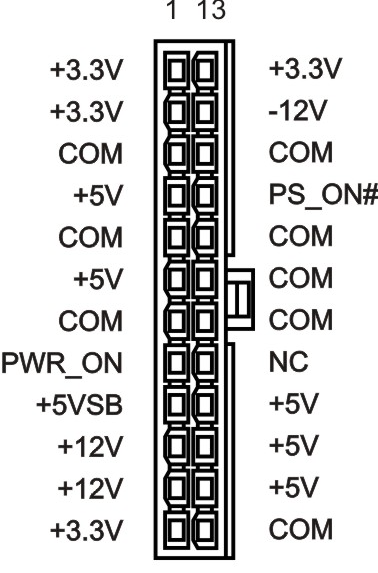 1 13
+3.3V +3.3V
+3.3V -12V
COM COM
+5V PS_ON#
COM COM
+5V COM
COM COM
PWR_ON NC
+5VSB +5V
+12V +5V
+12V +5V
+3.3V COM